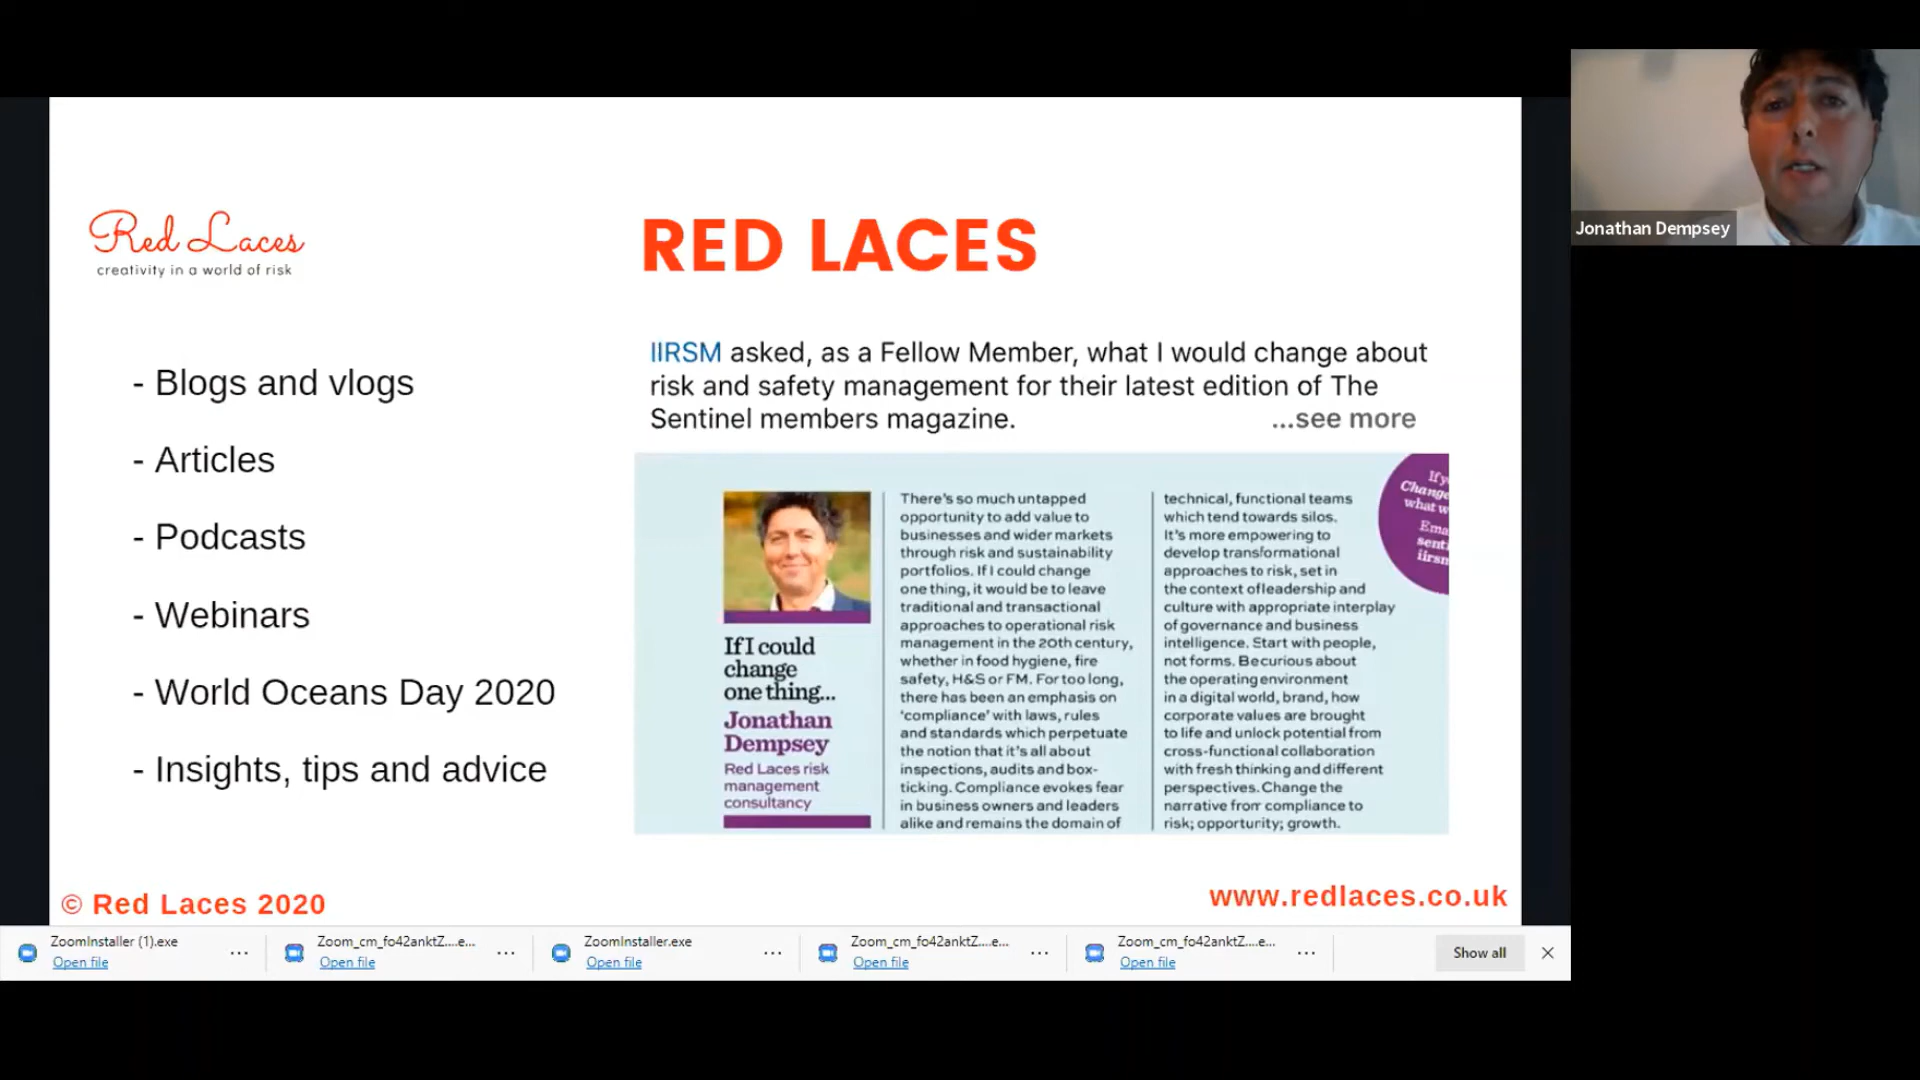 Jonathan Dempsey
Red Laces
creativity in a world of risk
RED LACES
- Blogs and vlogs
- Articles
- Podcasts
- Webinars
- World Oceans Day 2020
- Insights, tips and advice
IIRSM asked, as a Fellow Member, what I would change about
risk and safety management for their latest edition of The
Sentinel members magazine. ...see more
If I could
change
one thing...
Jonathan
Dempsey
Red Laces risk
management
consultancy
There's so much untapped
opportunity to add value to
businesses and wider markets
through risk and sustainability
portfolios. If I could change
one thing, it would be to leave
traditional and transactional
approaches to operational risk
management in the 20th century,
whether in food hygiene, fire
safety, H&S or FM. For too long,
there has been an emphasis on
'compliance' with laws, rules
and standards which perpetuate
the notion that it's all about
inspections, audits and box-
ticking. Compliance evokes fear
in business owners and leaders
alike and remains the domain of
technical, functional teams
which tend towards silos.
It's more empowering to
develop transformational
approaches to risk, set in
the context of leadership and
culture with appropriate interplay
of governance and business
intelligence. Start with people,
not forms. Be curious about
the operating environment
in a digital world, brand, how
corporate values are brought
to life and unlock potential from
cross-functional collaboration
with fresh thinking and different
perspectives. Change the
narrative from compliance to
risk; opportunity; growth.
If y
Change
what w
Ema
senti
iirsm
© Red Laces 2020
www.redlaces.co.uk
ZoomInstaller (1).exe
Open file
Zoom_cm_fo42anktZ....e...
Open file
ZoomInstaller.exe
Open file
Zoom_cm_fo42anktZ....e...
Open file
Zoom_cm_fo42anktZ....e...
Open file
Show all